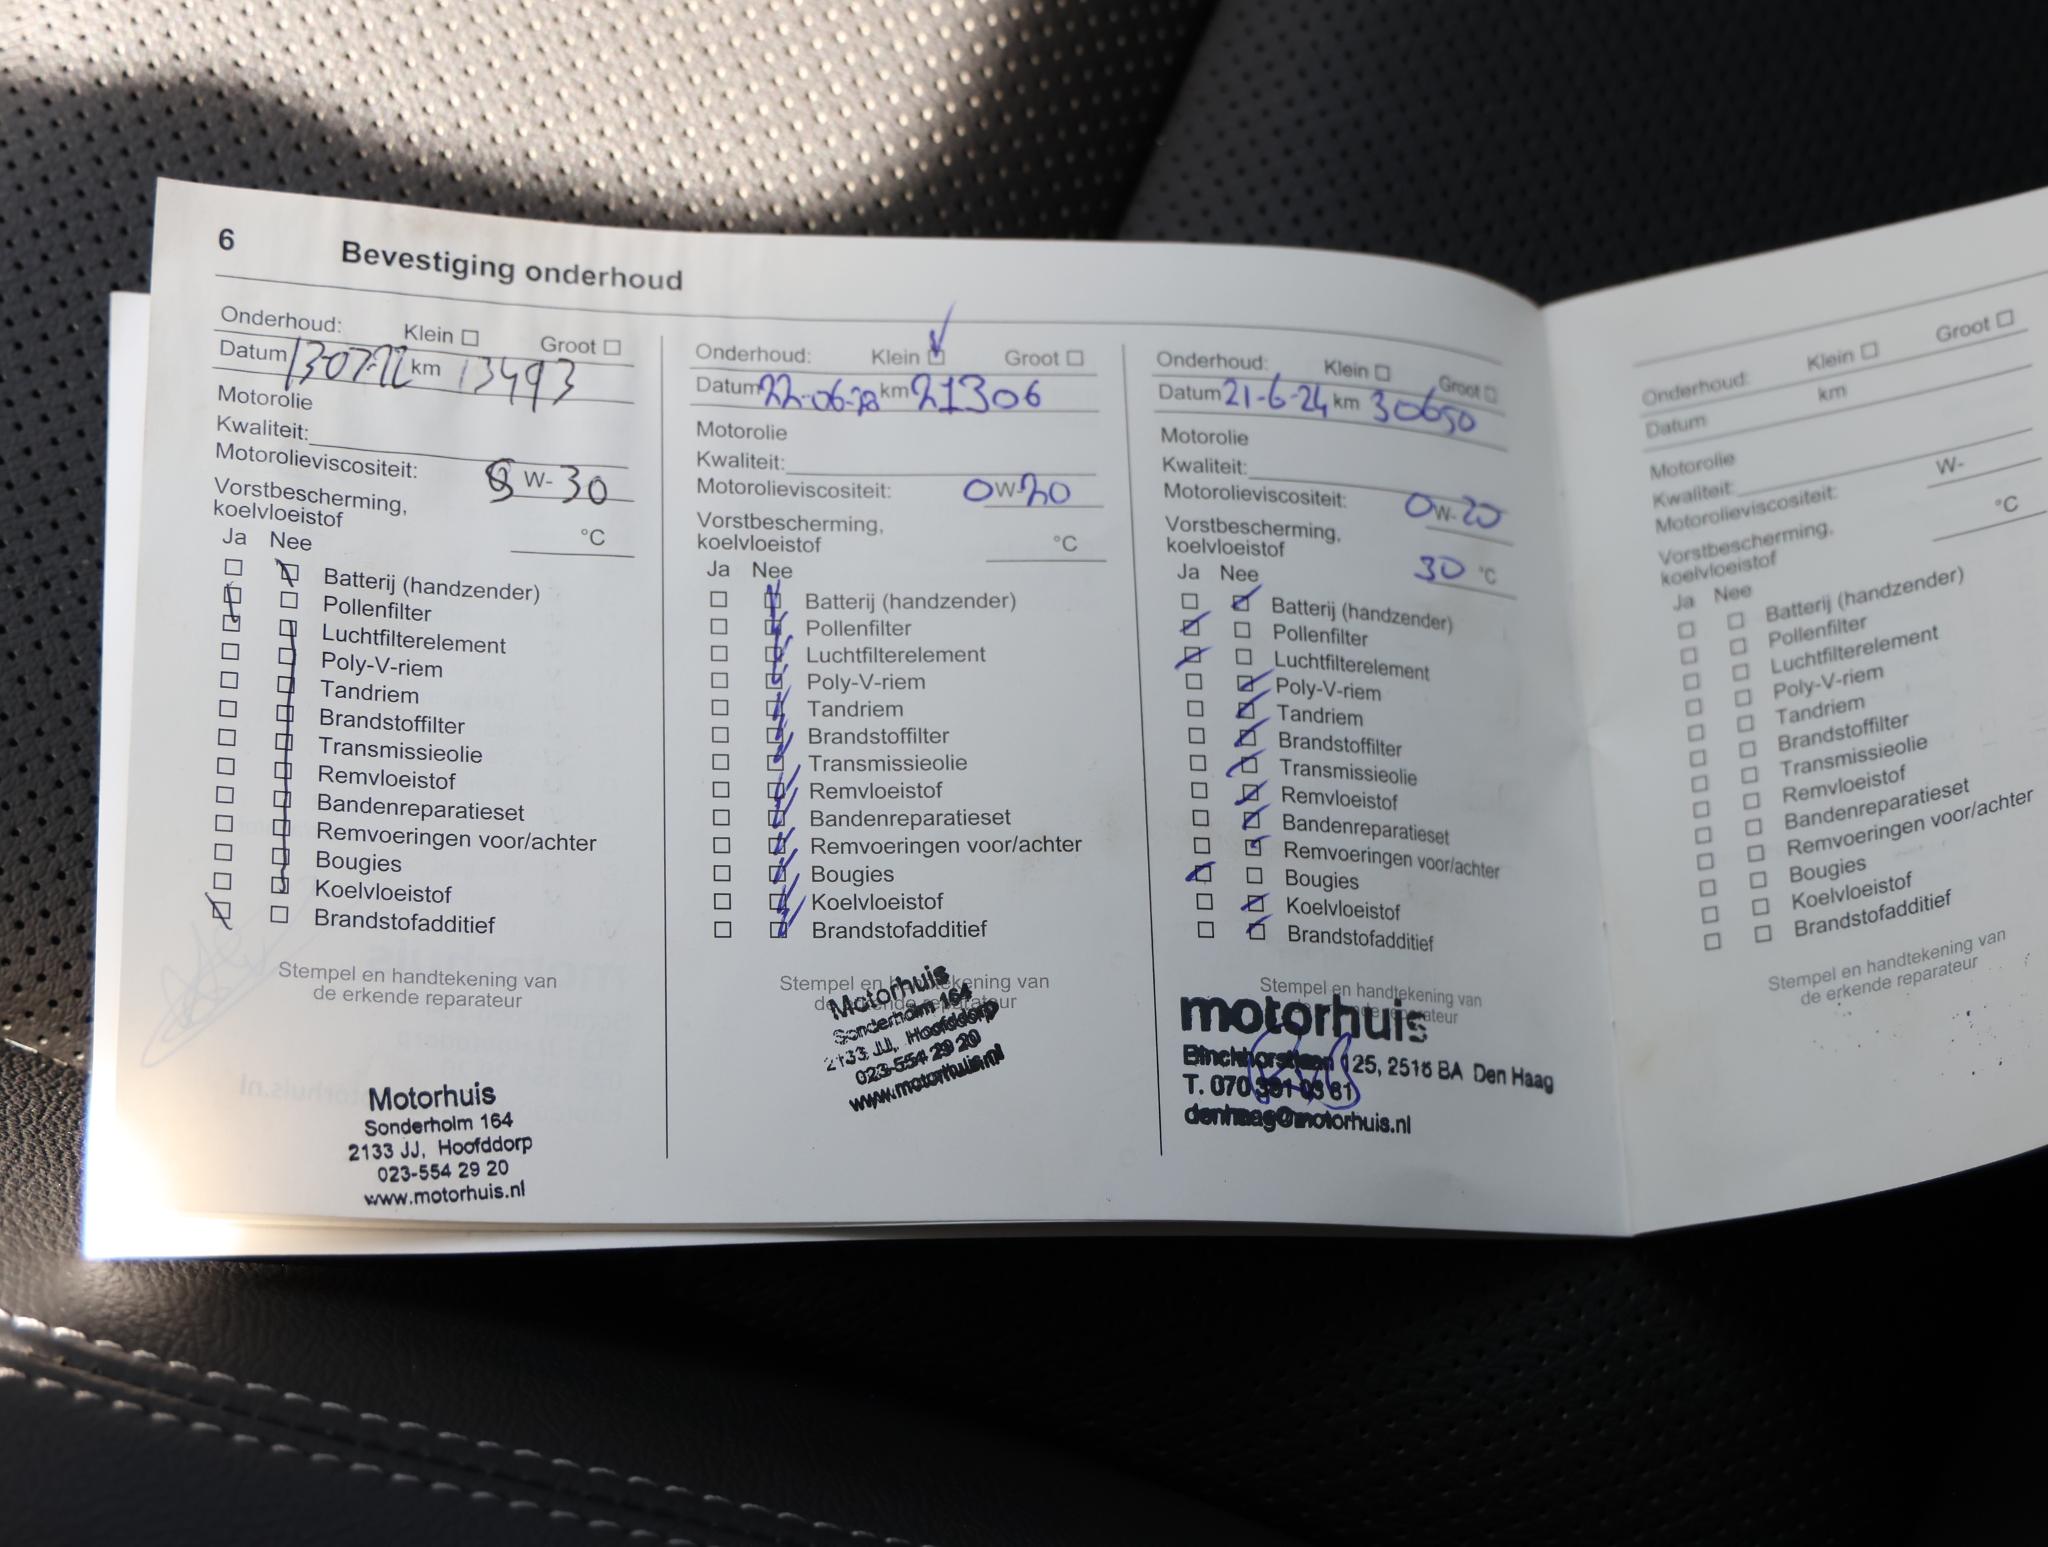 6 Bevestiging onderhoud
Onderhoud: Klein Groot
Datum 13-07-22 km 13493
Motorolie
Kwaliteit:
Motorolieviscositeit: W- 30
Vorstbescherming,
koelvloeistof °C
Ja Nee
Batterij (handzender)
Pollenfilter
Luchtfilterelement
Poly-V-riem
Tandriem
Brandstoffilter
Transmissieolie
Remvloeistof
Bandenreparatieset
Remvoeringen voor/achter
Bougies
Koelvloeistof
Brandstofadditief
Stempel en handtekening van
de erkende reparateur
Motorhuis
Sonderholm 164
2133 JJ, Hoofddorp
023-554 29 20
www.motorhuis.nl
Onderhoud: Klein Groot
Datum km 21306
Motorolie
Kwaliteit:
Motorolieviscositeit: 0W-20
Vorstbescherming,
koelvloeistof °C
Ja Nee
Batterij (handzender)
Pollenfilter
Luchtfilterelement
Poly-V-riem
Tandriem
Brandstoffilter
Transmissieolie
Remvloeistof
Bandenreparatieset
Remvoeringen voor/achter
Bougies
Koelvloeistof
Brandstofadditief
Stempel en handtekening van
de erkende reparateur
Motorhuis
Sonderholm 164
2133 JJ, Hoofddorp
023-554 29 20
www.motorhuis.nl
Onderhoud: Klein Groot
Datum 21-6-24 km 30650
Motorolie
Kwaliteit:
Motorolieviscositeit: 0W-20
Vorstbescherming,
koelvloeistof 30 °C
Ja Nee
Batterij (handzender)
Pollenfilter
Luchtfilterelement
Poly-V-riem
Tandriem
Brandstoffilter
Transmissieolie
Remvloeistof
Bandenreparatieset
Remvoeringen voor/achter
Bougies
Koelvloeistof
Brandstofadditief
Stempel en handtekening van
de erkende reparateur
motorhuis
Binckhorstlaan 125, 2516 BA Den Haag
T. 070 381 03 81
denhaag@motorhuis.nl
Onderhoud: Klein Groot
Datum km
Motorolie
Kwaliteit:
Motorolieviscositeit: W-
Vorstbescherming,
koelvloeistof °C
Ja Nee
Batterij (handzender)
Pollenfilter
Luchtfilterelement
Poly-V-riem
Tandriem
Brandstoffilter
Transmissieolie
Remvloeistof
Bandenreparatieset
Remvoeringen voor/achter
Bougies
Koelvloeistof
Brandstofadditief
Stempel en handtekening van
de erkende reparateur